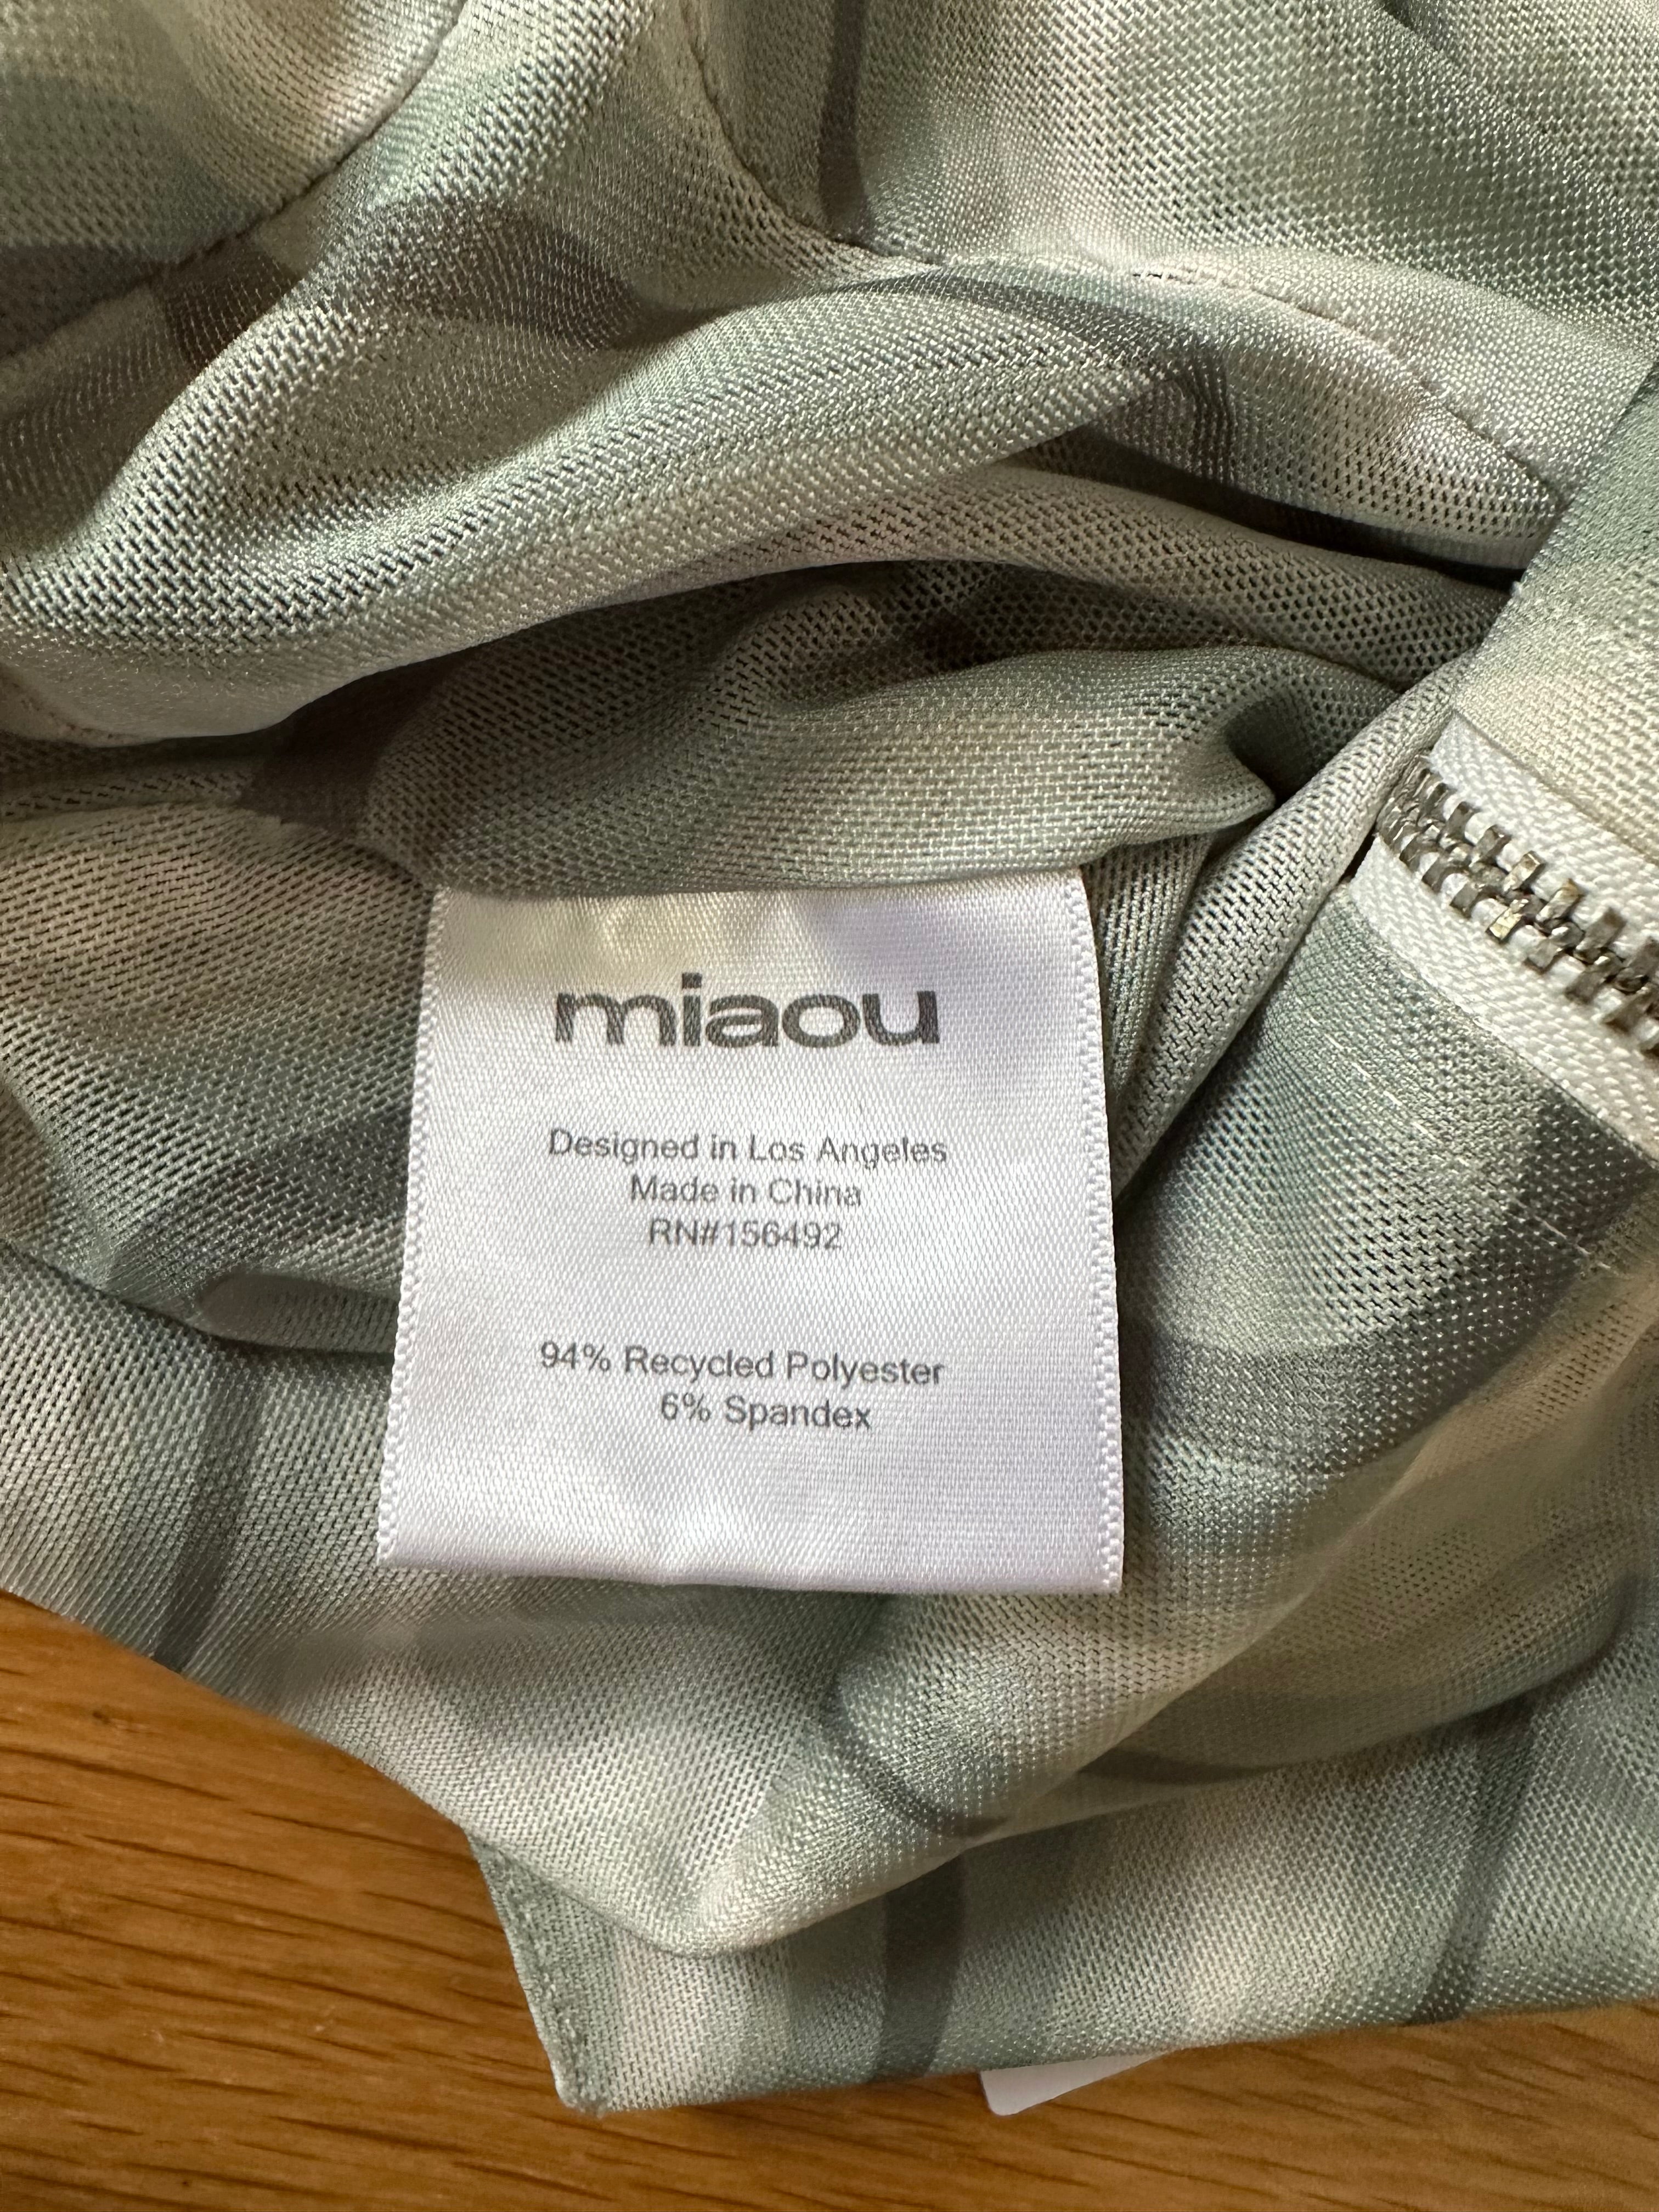 miaou
Designed in Los Angeles
Made in China
RN#156492
94% Recycled Polyester
6% Spandex